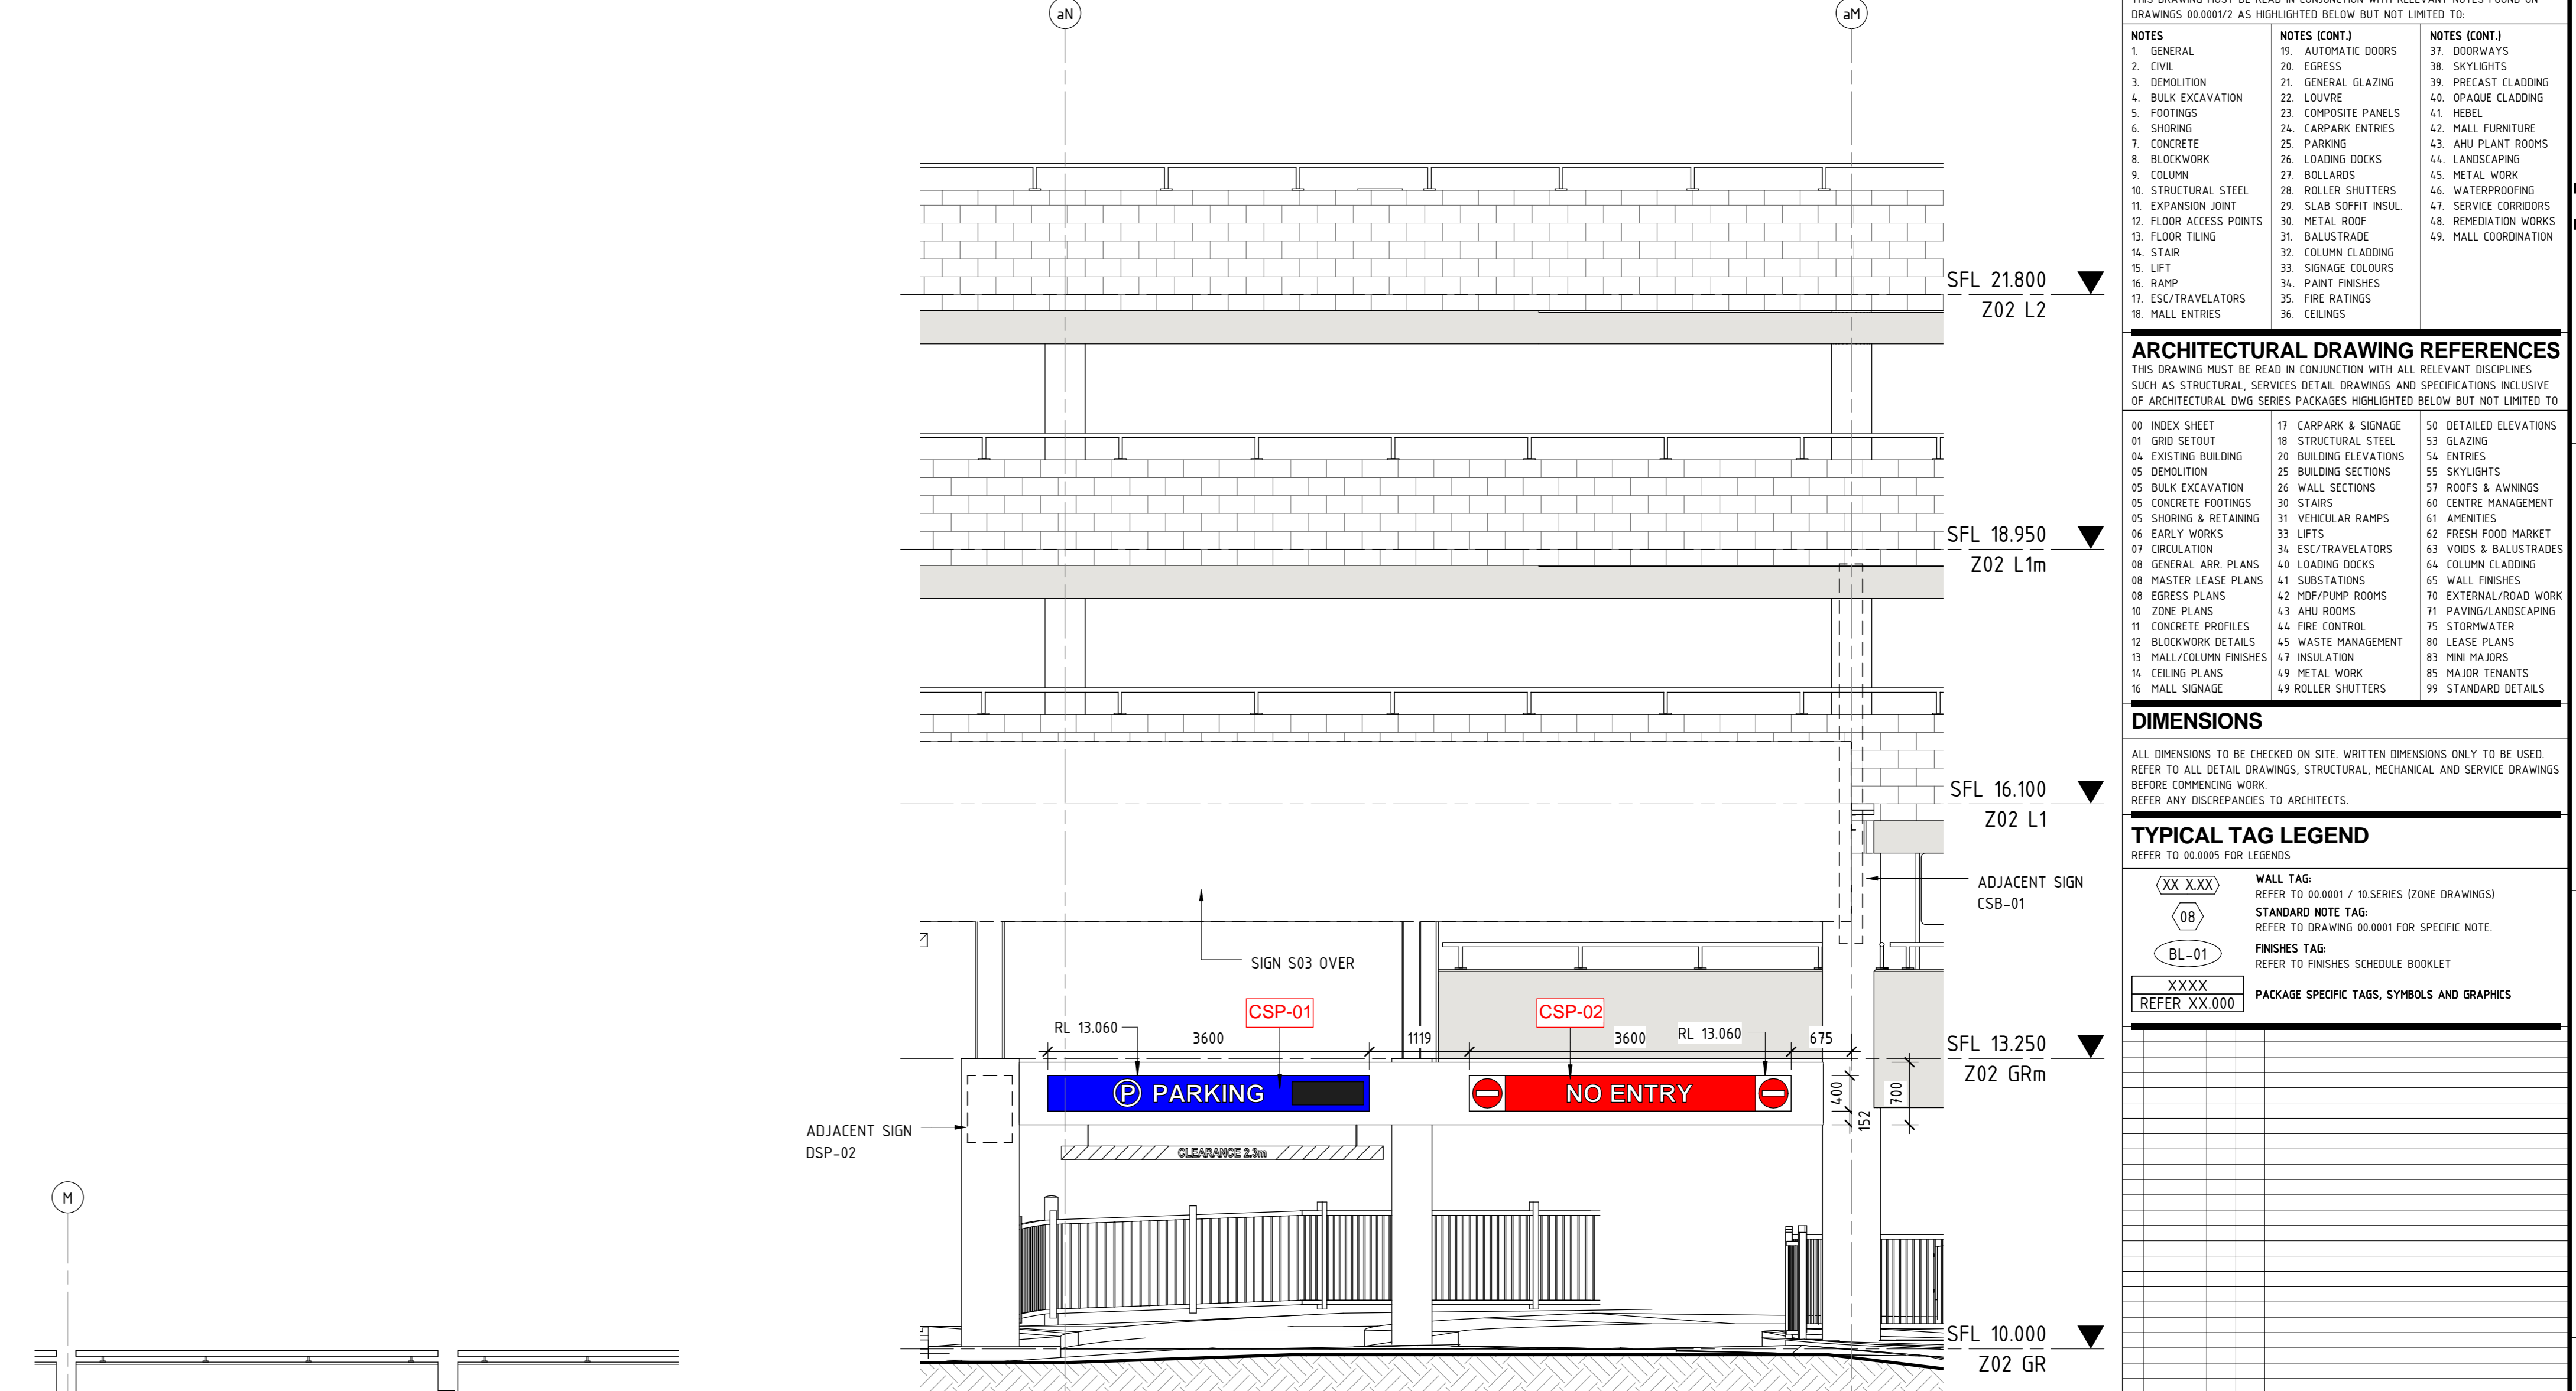 aN
aM
SFL 21.800
Z02 L2
SFL 18.950
Z02 L1m
SFL 16.100
Z02 L1
ADJACENT SIGN
CSB-01
SIGN S03 OVER
CSP-01
CSP-02
RL 13.060
3600
1119
3600
RL 13.060
675
SFL 13.250
Z02 GRm
P PARKING
NO ENTRY
400
152
700
ADJACENT SIGN
DSP-02
CLEARANCE 2.3m
M
SFL 10.000
Z02 GR
DRAWINGS 00.0001/2 AS HIGHLIGHTED BELOW BUT NOT LIMITED TO:
NOTES
1. GENERAL
2. CIVIL
3. DEMOLITION
4. BULK EXCAVATION
5. FOOTINGS
6. SHORING
7. CONCRETE
8. BLOCKWORK
9. COLUMN
10. STRUCTURAL STEEL
11. EXPANSION JOINT
12. FLOOR ACCESS POINTS
13. FLOOR TILING
14. STAIR
15. LIFT
16. RAMP
17. ESC/TRAVELATORS
18. MALL ENTRIES
NOTES (CONT.)
19. AUTOMATIC DOORS
20. EGRESS
21. GENERAL GLAZING
22. LOUVRE
23. COMPOSITE PANELS
24. CARPARK ENTRIES
25. PARKING
26. LOADING DOCKS
27. BOLLARDS
28. ROLLER SHUTTERS
29. SLAB SOFFIT INSUL.
30. METAL ROOF
31. BALUSTRADE
32. COLUMN CLADDING
33. SIGNAGE COLOURS
34. PAINT FINISHES
35. FIRE RATINGS
36. CEILINGS
NOTES (CONT.)
37. DOORWAYS
38. SKYLIGHTS
39. PRECAST CLADDING
40. OPAQUE CLADDING
41. HEBEL
42. MALL FURNITURE
43. AHU PLANT ROOMS
44. LANDSCAPING
45. METAL WORK
46. WATERPROOFING
47. SERVICE CORRIDORS
48. REMEDIATION WORKS
49. MALL COORDINATION
ARCHITECTURAL DRAWING REFERENCES
THIS DRAWING MUST BE READ IN CONJUNCTION WITH ALL RELEVANT DISCIPLINES
SUCH AS STRUCTURAL, SERVICES DETAIL DRAWINGS AND SPECIFICATIONS INCLUSIVE
OF ARCHITECTURAL DWG SERIES PACKAGES HIGHLIGHTED BELOW BUT NOT LIMITED TO
00 INDEX SHEET
01 GRID SETOUT
04 EXISTING BUILDING
05 DEMOLITION
05 BULK EXCAVATION
05 CONCRETE FOOTINGS
05 SHORING & RETAINING
06 EARLY WORKS
07 CIRCULATION
08 GENERAL ARR. PLANS
08 MASTER LEASE PLANS
08 EGRESS PLANS
10 ZONE PLANS
11 CONCRETE PROFILES
12 BLOCKWORK DETAILS
13 MALL/COLUMN FINISHES
14 CEILING PLANS
16 MALL SIGNAGE
17 CARPARK & SIGNAGE
18 STRUCTURAL STEEL
20 BUILDING ELEVATIONS
25 BUILDING SECTIONS
26 WALL SECTIONS
30 STAIRS
31 VEHICULAR RAMPS
33 LIFTS
34 ESC/TRAVELATORS
40 LOADING DOCKS
41 SUBSTATIONS
42 MDF/PUMP ROOMS
43 AHU ROOMS
44 FIRE CONTROL
45 WASTE MANAGEMENT
47 INSULATION
49 METAL WORK
49 ROLLER SHUTTERS
50 DETAILED ELEVATIONS
53 GLAZING
54 ENTRIES
55 SKYLIGHTS
57 ROOFS & AWNINGS
60 CENTRE MANAGEMENT
61 AMENITIES
62 FRESH FOOD MARKET
63 VOIDS & BALUSTRADES
64 COLUMN CLADDING
65 WALL FINISHES
70 EXTERNAL/ROAD WORK
71 PAVING/LANDSCAPING
75 STORMWATER
80 LEASE PLANS
83 MINI MAJORS
85 MAJOR TENANTS
99 STANDARD DETAILS
DIMENSIONS
ALL DIMENSIONS TO BE CHECKED ON SITE. WRITTEN DIMENSIONS ONLY TO BE USED.
REFER TO ALL DETAIL DRAWINGS, STRUCTURAL, MECHANICAL AND SERVICE DRAWINGS
BEFORE COMMENCING WORK.
REFER ANY DISCREPANCIES TO ARCHITECTS.
TYPICAL TAG LEGEND
REFER TO 00.0005 FOR LEGENDS
XX X.XX
WALL TAG:
REFER TO 00.0001 / 10.SERIES (ZONE DRAWINGS)
08
STANDARD NOTE TAG:
REFER TO DRAWING 00.0001 FOR SPECIFIC NOTE.
BL-01
FINISHES TAG:
REFER TO FINISHES SCHEDULE BOOKLET
XXXX
REFER XX.000
PACKAGE SPECIFIC TAGS, SYMBOLS AND GRAPHICS